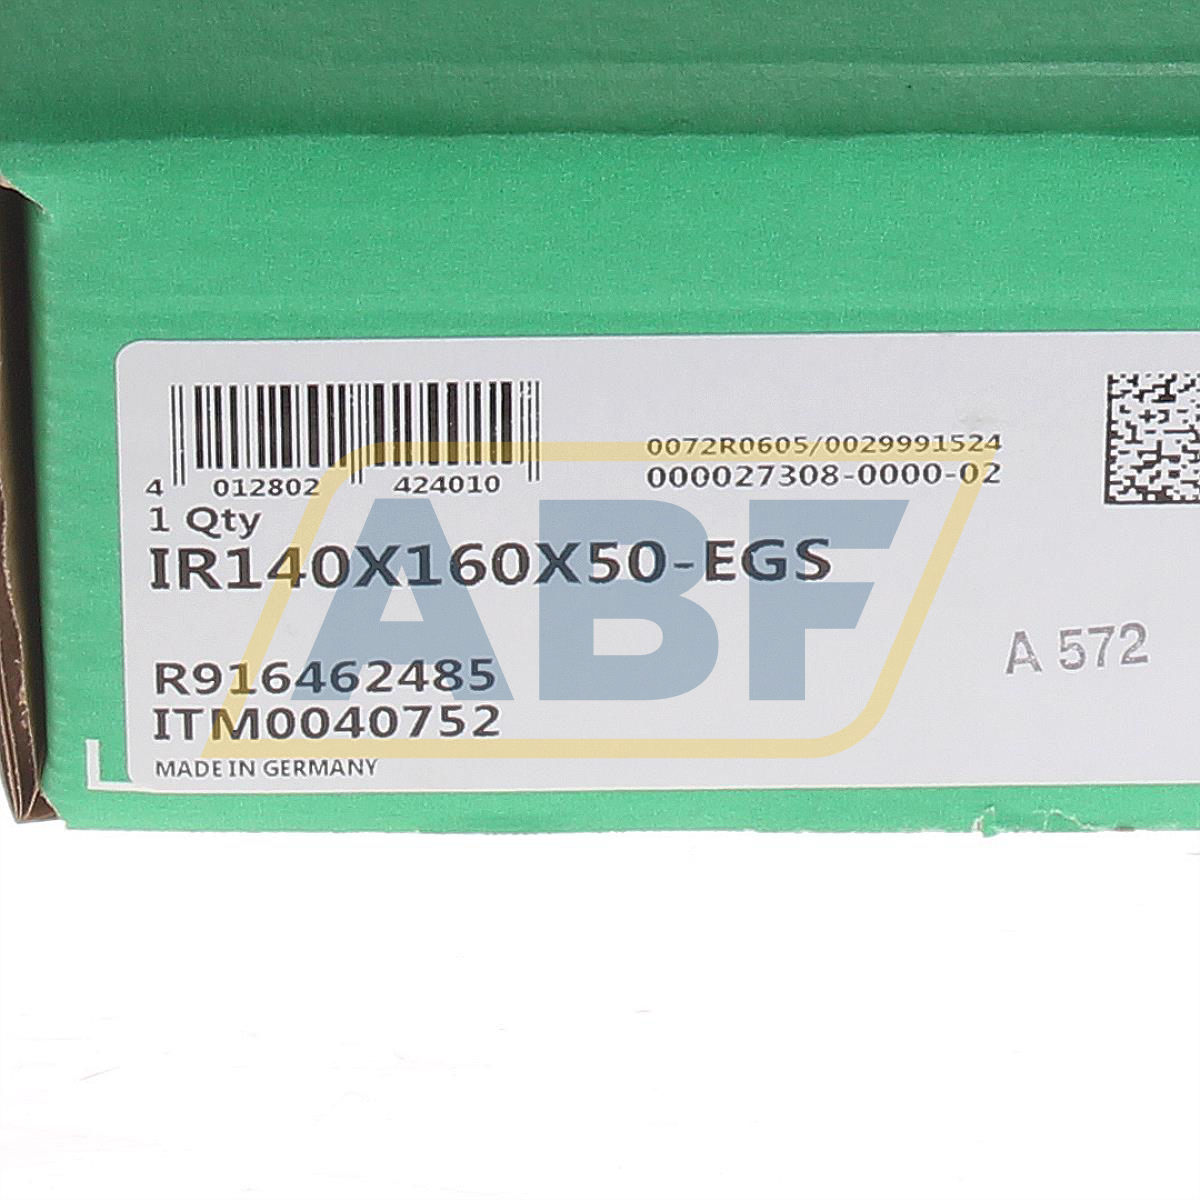 4 012802 424010
0072R0605/0029991524
000027308-0000-02
1 Qty
IR140X160X50-EGS
A 572
R916462485
ITM0040752
MADE IN GERMANY
ABF